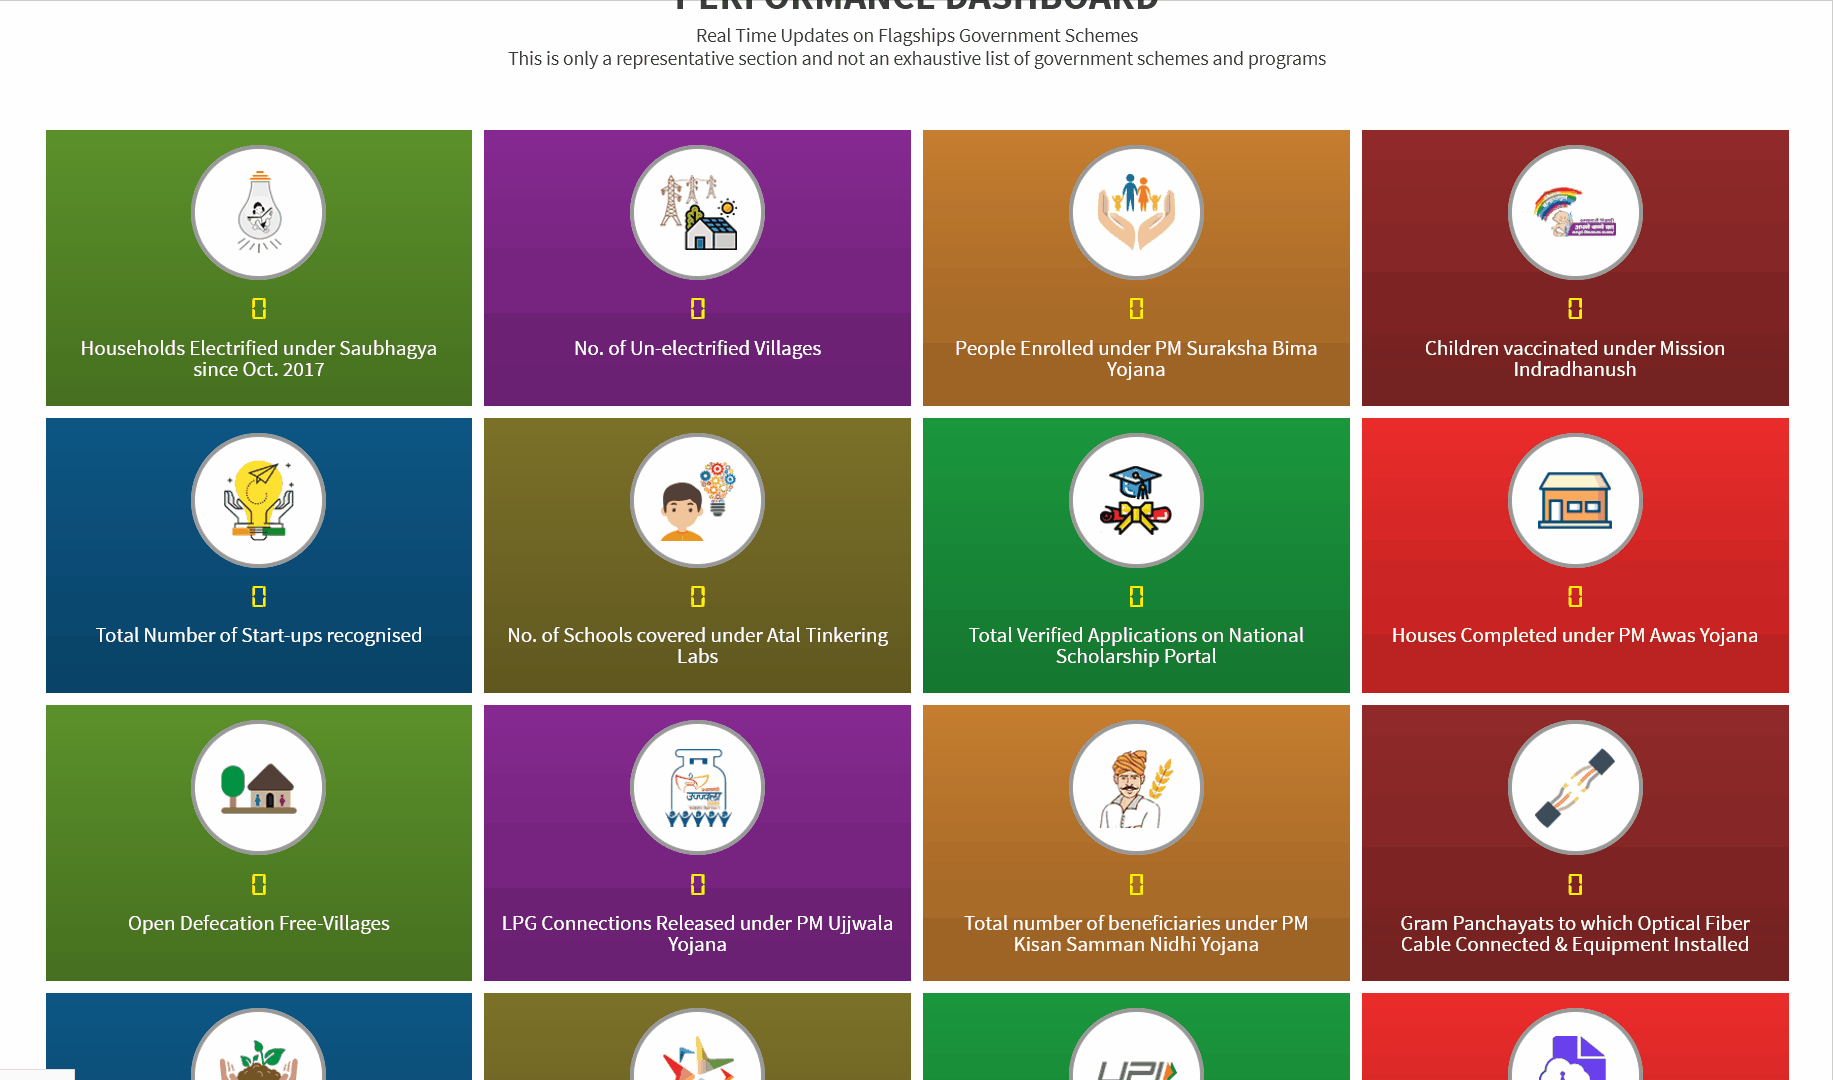 PERFORMANCE DASHBOARD
Real Time Updates on Flagships Government Schemes
This is only a representative section and not an exhaustive list of government schemes and programs
0
Households Electrified under Saubhagya
since Oct. 2017
0
No. of Un-electrified Villages
0
People Enrolled under PM Suraksha Bima
Yojana
0
Children vaccinated under Mission
Indradhanush
0
Total Number of Start-ups recognised
0
No. of Schools covered under Atal Tinkering
Labs
0
Total Verified Applications on National
Scholarship Portal
0
Houses Completed under PM Awas Yojana
0
Open Defecation Free-Villages
उज्ज्वला
0
LPG Connections Released under PM Ujjwala
Yojana
0
Total number of beneficiaries under PM
Kisan Samman Nidhi Yojana
0
Gram Panchayats to which Optical Fiber
Cable Connected & Equipment Installed
UPI